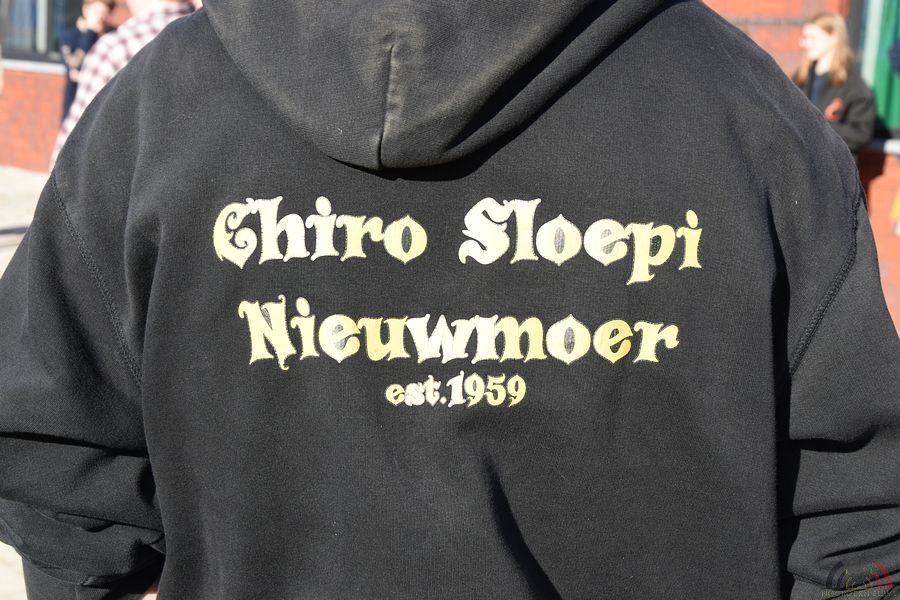 Chiro Sloepi
Nieuwmoer
est.1959